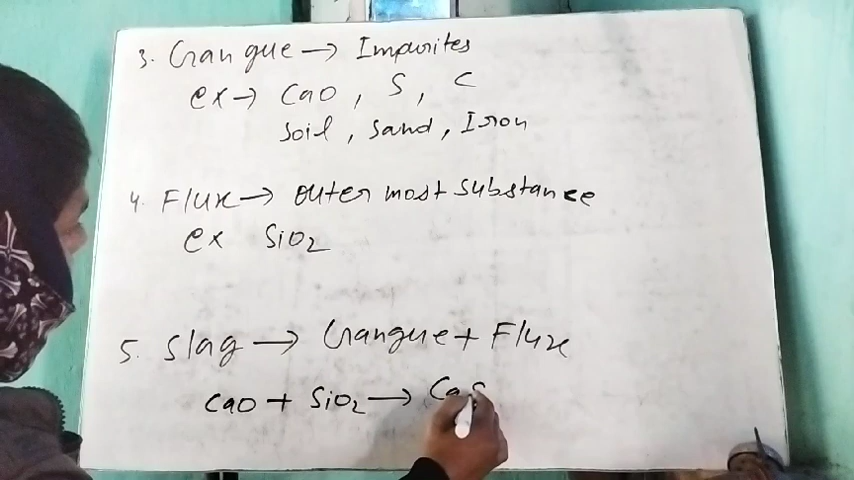 3. Gangue → Impurites
ex → CaO , S , C
Soil , Sand , Iron
4. Flux → outer most substance
ex SiO2
5. Slag → Gangue + Flux
CaO + SiO2 → CaS